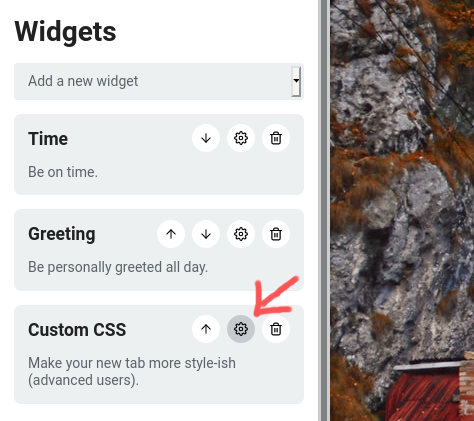 Widgets
Add a new widget
Time
Be on time.
Greeting
Be personally greeted all day.
Custom CSS
Make your new tab more style-ish
(advanced users).